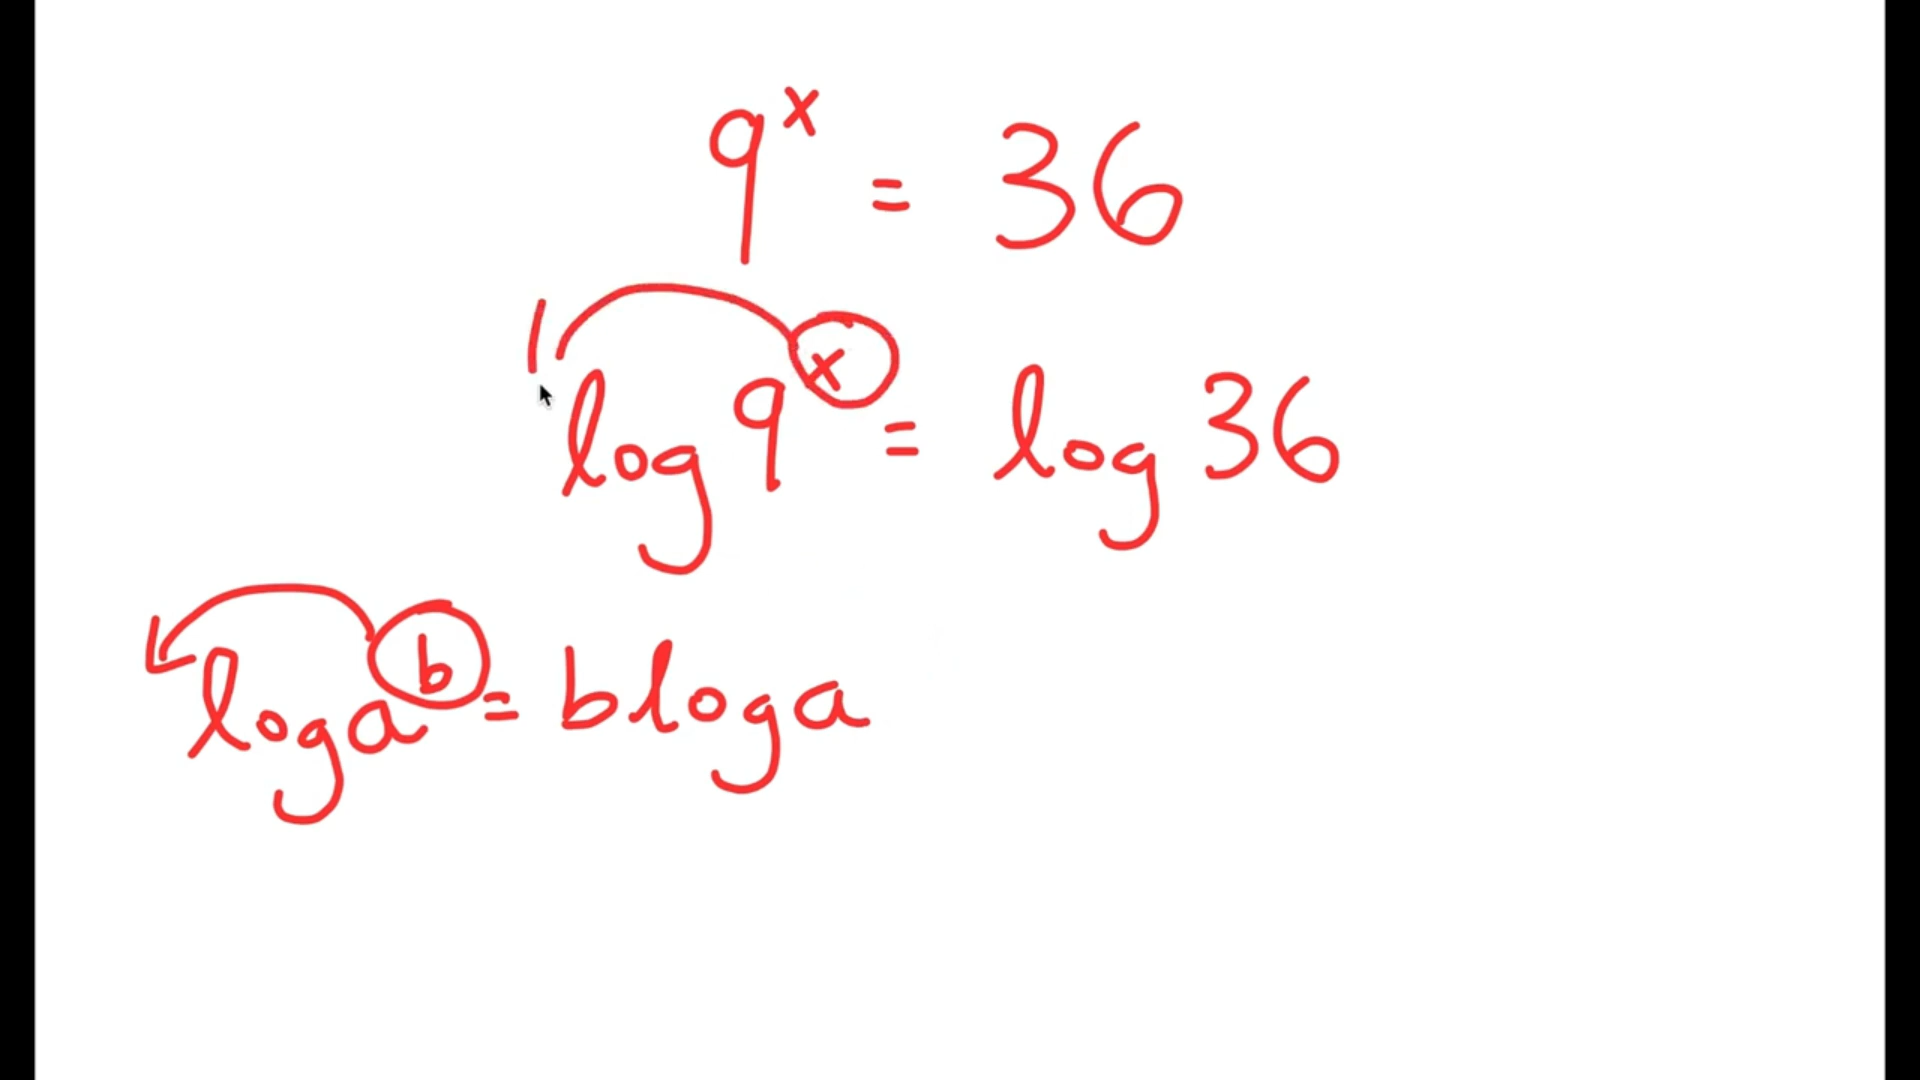 9^x = 36
log 9^x = log 36
log a^b = b log a